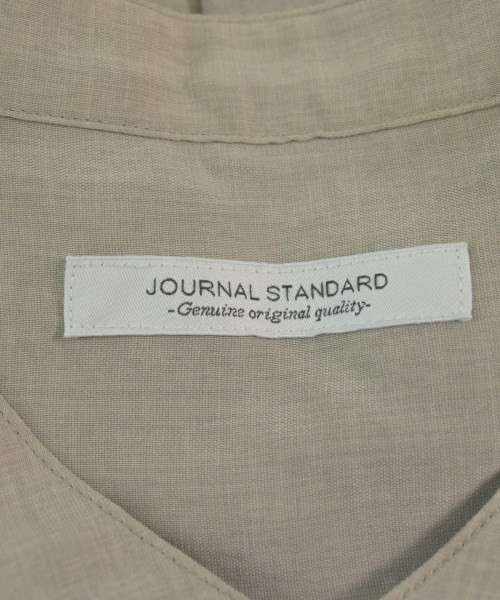 JOURNAL STANDARD
-Genuine original quality-